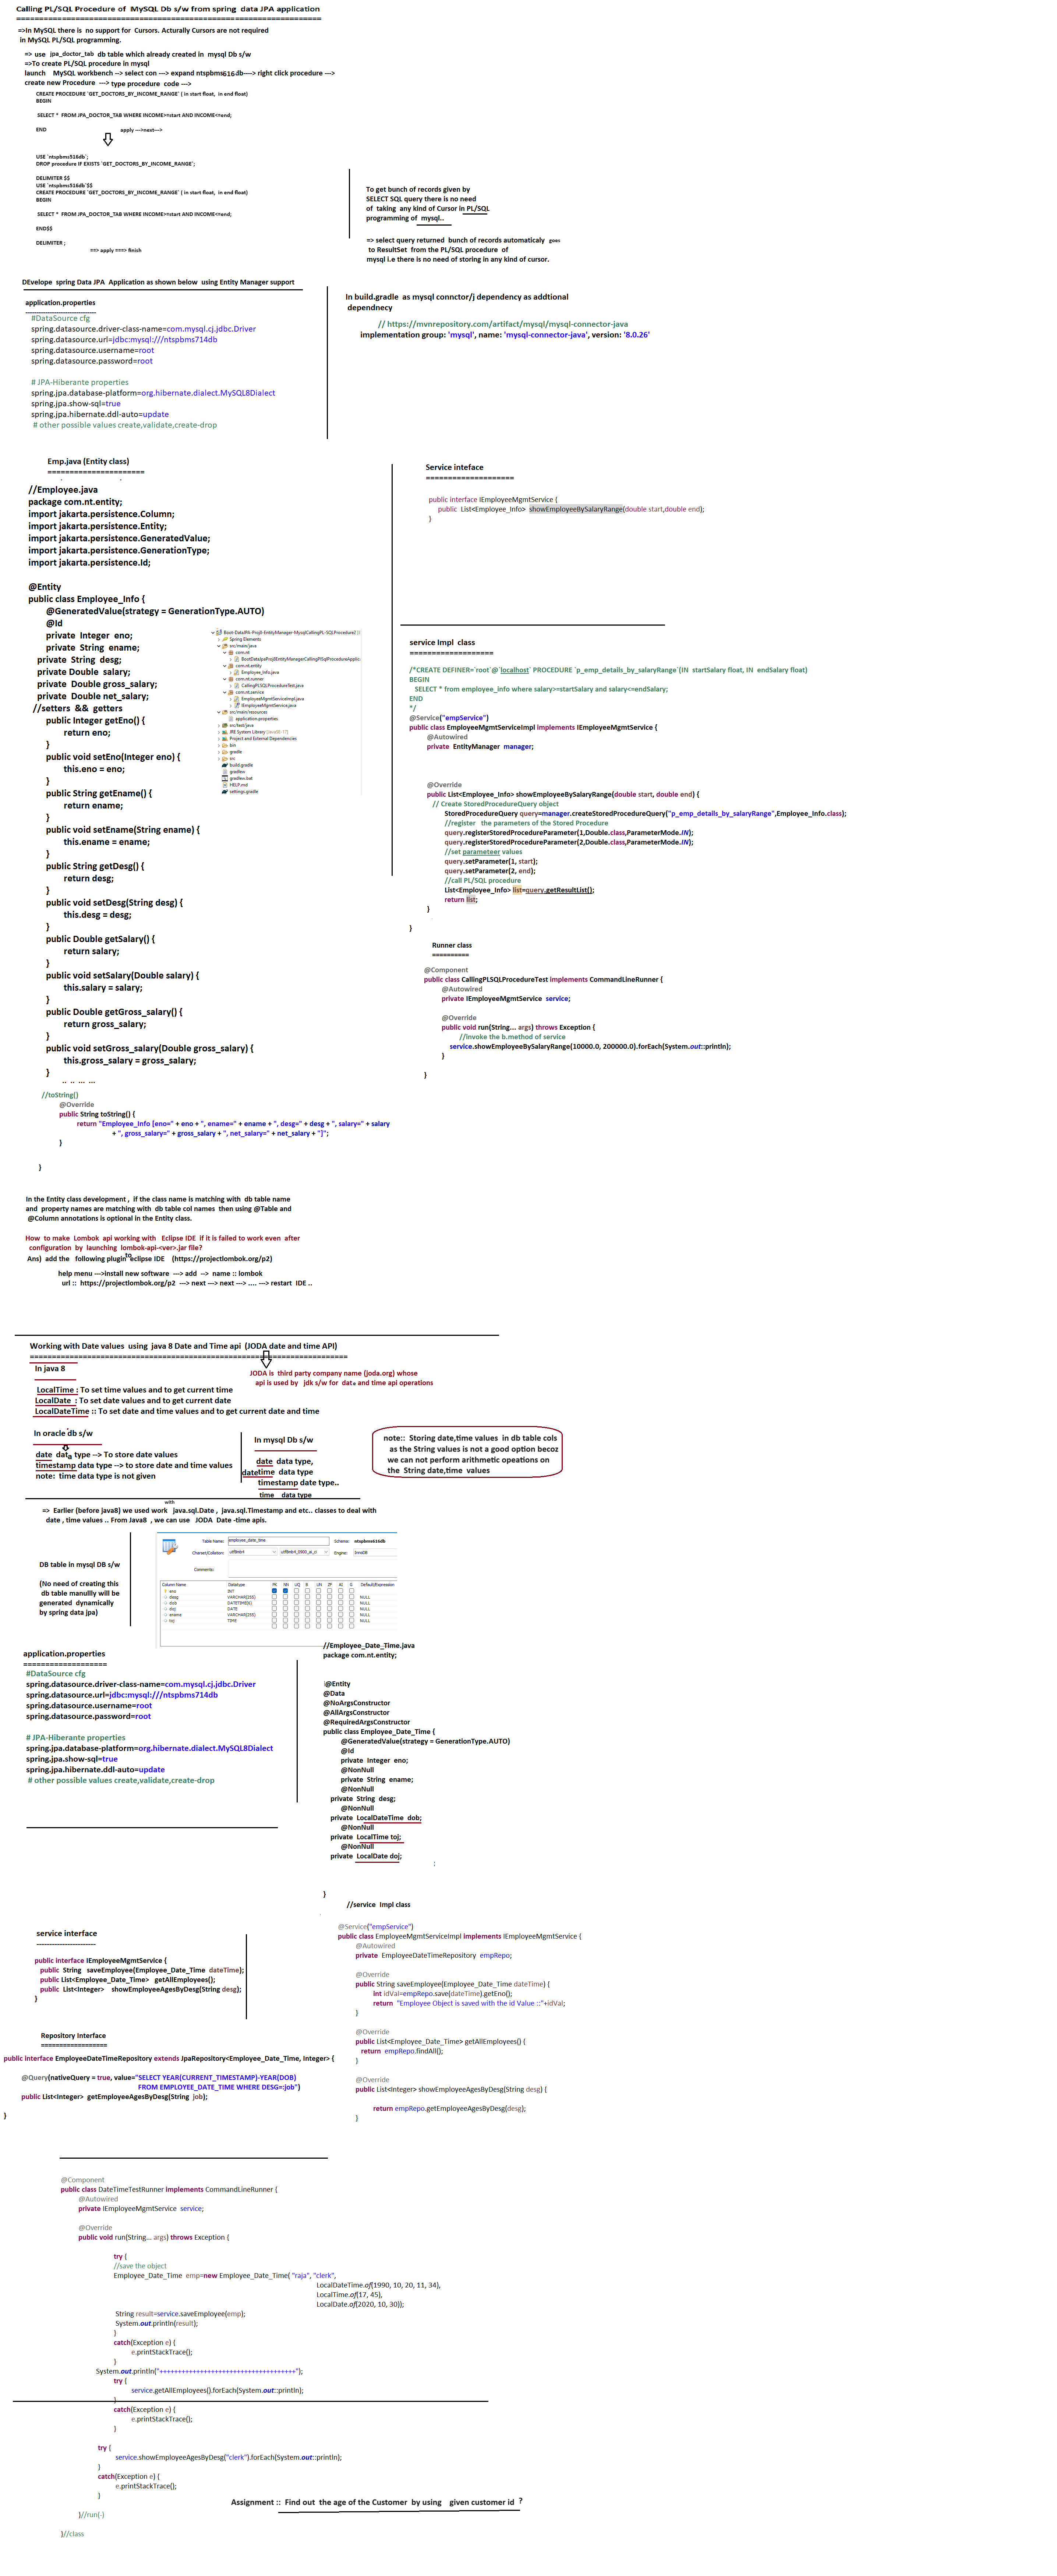 Calling PL/SQL Procedure of MySQL Db s/w from spring data JPA application
=====================================================================
=>In MySQL there is no support for Cursors. Acturally Cursors are not required
in MySQL PL/SQL programming.
=> use jpa_doctor_tab db table which already created in mysql Db s/w
=>To create PL/SQL procedure in mysql
launch MySQL workbench --> select con ---> expand ntspbms616db----> right click procedure --->
create new Procedure ---> type procedure code --->
CREATE PROCEDURE `GET_DOCTORS_BY_INCOME_RANGE` ( in start float, in end float)
BEGIN
SELECT * FROM JPA_DOCTOR_TAB WHERE INCOME>=start AND INCOME<=end;
END
apply --->next--->
USE `ntspbms516db`;
DROP procedure IF EXISTS `GET_DOCTORS_BY_INCOME_RANGE`;
DELIMITER $$
USE `ntspbms516db`$$
CREATE PROCEDURE `GET_DOCTORS_BY_INCOME_RANGE` ( in start float, in end float)
BEGIN
SELECT * FROM JPA_DOCTOR_TAB WHERE INCOME>=start AND INCOME<=end;
END$$
DELIMITER ;
==> apply ===> finish
To get bunch of records given by
SELECT SQL query there is no need
of taking any kind of Cursor in PL/SQL
programming of mysql..
=> select query returned bunch of records automaticaly goes
to ResultSet from the PL/SQL procedure of
mysql i.e there is no need of storing in any kind of cursor.
DEvelope spring Data JPA Application as shown below using Entity Manager support
application.properties
--------------------------------
#DataSource cfg
spring.datasource.driver-class-name=com.mysql.cj.jdbc.Driver
spring.datasource.url=jdbc:mysql:///ntspbms714db
spring.datasource.username=root
spring.datasource.password=root
# JPA-Hiberante properties
spring.jpa.database-platform=org.hibernate.dialect.MySQL8Dialect
spring.jpa.show-sql=true
spring.jpa.hibernate.ddl-auto=update
# other possible values create,validate,create-drop
In build.gradle as mysql connctor/j dependency as addtional
dependnecy
// https://mvnrepository.com/artifact/mysql/mysql-connector-java
implementation group: 'mysql', name: 'mysql-connector-java', version: '8.0.26'
Emp.java (Entity class)
======================
//Employee.java
package com.nt.entity;
import jakarta.persistence.Column;
import jakarta.persistence.Entity;
import jakarta.persistence.GeneratedValue;
import jakarta.persistence.GenerationType;
import jakarta.persistence.Id;
@Entity
public class Employee_Info {
@GeneratedValue(strategy = GenerationType.AUTO)
@Id
private Integer eno;
private String ename;
private String desg;
private Double salary;
private Double gross_salary;
private Double net_salary;
//setters && getters
public Integer getEno() {
return eno;
}
public void setEno(Integer eno) {
this.eno = eno;
}
public String getEname() {
return ename;
}
public void setEname(String ename) {
this.ename = ename;
}
public String getDesg() {
return desg;
}
public void setDesg(String desg) {
this.desg = desg;
}
public Double getSalary() {
return salary;
}
public void setSalary(Double salary) {
this.salary = salary;
}
public Double getGross_salary() {
return gross_salary;
}
public void setGross_salary(Double gross_salary) {
this.gross_salary = gross_salary;
}
.. .. ... ...
//toString()
@Override
public String toString() {
return "Employee_Info [eno=" + eno + ", ename=" + ename + ", desg=" + desg + ", salary=" + salary
+ ", gross_salary=" + gross_salary + ", net_salary=" + net_salary + "]";
}
}
Boot-DataJPA-Proj9-EntityManager-MysqlCallingPL-SQLProcedure2
Spring Elements
src/main/java
com.nt
BootDataJpaProj8EntityManagerCallingPlSqlProcedureApplic
com.nt.entity
Employee_Info.java
com.nt.runner
CallingPLSQLProcedureTest.java
com.nt.service
EmployeeMgmtServiceImpl.java
IEmployeeMgmtService.java
src/main/resources
application.properties
src/test/java
JRE System Library [JavaSE-17]
Project and External Dependencies
bin
gradle
src
build.gradle
gradlew
gradlew.bat
HELP.md
settings.gradle
Service inteface
====================
public interface IEmployeeMgmtService {
public List<Employee_Info> showEmployeeBySalaryRange(double start,double end);
}
service Impl class
===================
/*CREATE DEFINER=`root`@`localhost` PROCEDURE `p_emp_details_by_salaryRange`(IN startSalary float, IN endSalary float)
BEGIN
SELECT * from employee_info where salary>=startSalary and salary<=endSalary;
END
*/
@Service("empService")
public class EmployeeMgmtServiceImpl implements IEmployeeMgmtService {
@Autowired
private EntityManager manager;
@Override
public List<Employee_Info> showEmployeeBySalaryRange(double start, double end) {
// Create StoredProcedureQuery object
StoredProcedureQuery query=manager.createStoredProcedureQuery("p_emp_details_by_salaryRange",Employee_Info.class);
//register the parameters of the Stored Procedure
query.registerStoredProcedureParameter(1,Double.class,ParameterMode.IN);
query.registerStoredProcedureParameter(2,Double.class,ParameterMode.IN);
//set parameteer values
query.setParameter(1, start);
query.setParameter(2, end);
//call PL/SQL procedure
List<Employee_Info> list=query.getResultList();
return list;
}
}
Runner class
==========
@Component
public class CallingPLSQLProcedureTest implements CommandLineRunner {
@Autowired
private IEmployeeMgmtService service;
@Override
public void run(String... args) throws Exception {
//invoke the b.method of service
service.showEmployeeBySalaryRange(10000.0, 200000.0).forEach(System.out::println);
}
}
In the Entity class development , if the class name is matching with db table name
and property names are matching with db table col names then using @Table and
@Column annotations is optional in the Entity class.
How to make Lombok api working with Eclipse IDE if it is failed to work even after
configuration by launching lombok-api-<ver>.jar file?
Ans) add the following plugin to eclipse IDE (https://projectlombok.org/p2)
help menu --->install new software ---> add --> name :: lombok
url :: https://projectlombok.org/p2 ---> next ---> next ---> .... ---> restart IDE ..
Working with Date values using java 8 Date and Time api (JODA date and time API)
========================================================================
In java 8
JODA is third party company name (joda.org) whose
api is used by jdk s/w for date and time api operations
LocalTime : To set time values and to get current time
LocalDate : To set date values and to get current date
LocalDateTime :: To set date and time values and to get current date and time
In oracle db s/w
date data type --> To store date values
timestamp data type --> to store date and time values
note: time data type is not given
In mysql Db s/w
date data type,
datetime data type
timestamp date type..
time data type
note:: Storing date,time values in db table cols
as the String values is not a good option becoz
we can not perform arithmetic opeations on
the String date,time values
=> Earlier (before java8) we used work with java.sql.Date , java.sql.Timestamp and etc.. classes to deal with
date , time values .. From Java8 , we can use JODA Date -time apis.
DB table in mysql DB s/w
(No need of creating this
db table manullly will be
generated dynamically
by spring data jpa)
Table Name: employee_date_time Schema: ntspbms616db
Charset/Collation: utf8mb4 utf8mb4_0900_ai_ci Engine: InnoDB
Comments:
Column Name Datatype PK NN UQ B UN ZF AI G Default/Expression
eno INT
desg VARCHAR(255) NULL
dob DATETIME(6) NULL
doj DATE NULL
ename VARCHAR(255) NULL
toj TIME NULL
application.properties
===================
#DataSource cfg
spring.datasource.driver-class-name=com.mysql.cj.jdbc.Driver
spring.datasource.url=jdbc:mysql:///ntspbms714db
spring.datasource.username=root
spring.datasource.password=root
# JPA-Hiberante properties
spring.jpa.database-platform=org.hibernate.dialect.MySQL8Dialect
spring.jpa.show-sql=true
spring.jpa.hibernate.ddl-auto=update
# other possible values create,validate,create-drop
//Employee_Date_Time.java
package com.nt.entity;
@Entity
@Data
@NoArgsConstructor
@AllArgsConstructor
@RequiredArgsConstructor
public class Employee_Date_Time {
@GeneratedValue(strategy = GenerationType.AUTO)
@Id
private Integer eno;
@NonNull
private String ename;
@NonNull
private String desg;
@NonNull
private LocalDateTime dob;
@NonNull
private LocalTime toj;
@NonNull
private LocalDate doj;
}
service interface
-----------------------
public interface IEmployeeMgmtService {
public String saveEmployee(Employee_Date_Time dateTime);
public List<Employee_Date_Time> getAllEmployees();
public List<Integer> showEmployeeAgesByDesg(String desg);
}
Repository Interface
==================
public interface EmployeeDateTimeRepository extends JpaRepository<Employee_Date_Time, Integer> {
@Query(nativeQuery = true, value="SELECT YEAR(CURRENT_TIMESTAMP)-YEAR(DOB)
FROM EMPLOYEE_DATE_TIME WHERE DESG=:job")
public List<Integer> getEmployeeAgesByDesg(String job);
}
//service Impl class
@Service("empService")
public class EmployeeMgmtServiceImpl implements IEmployeeMgmtService {
@Autowired
private EmployeeDateTimeRepository empRepo;
@Override
public String saveEmployee(Employee_Date_Time dateTime) {
int idVal=empRepo.save(dateTime).getEno();
return "Employee Object is saved with the id Value ::"+idVal;
}
@Override
public List<Employee_Date_Time> getAllEmployees() {
return empRepo.findAll();
}
@Override
public List<Integer> showEmployeeAgesByDesg(String desg) {
return empRepo.getEmployeeAgesByDesg(desg);
}
@Component
public class DateTimeTestRunner implements CommandLineRunner {
@Autowired
private IEmployeeMgmtService service;
@Override
public void run(String... args) throws Exception {
try {
//save the object
Employee_Date_Time emp=new Employee_Date_Time( "raja", "clerk",
LocalDateTime.of(1990, 10, 20, 11, 34),
LocalTime.of(17, 45),
LocalDate.of(2020, 10, 30));
String result=service.saveEmployee(emp);
System.out.println(result);
}
catch(Exception e) {
e.printStackTrace();
}
System.out.println("+++++++++++++++++++++++++++++++++++++");
try {
service.getAllEmployees().forEach(System.out::println);
}
catch(Exception e) {
e.printStackTrace();
}
try {
service.showEmployeeAgesByDesg("clerk").forEach(System.out::println);
}
catch(Exception e) {
e.printStackTrace();
}
}//run(-)
}//class
Assignment :: Find out the age of the Customer by using given customer id ?